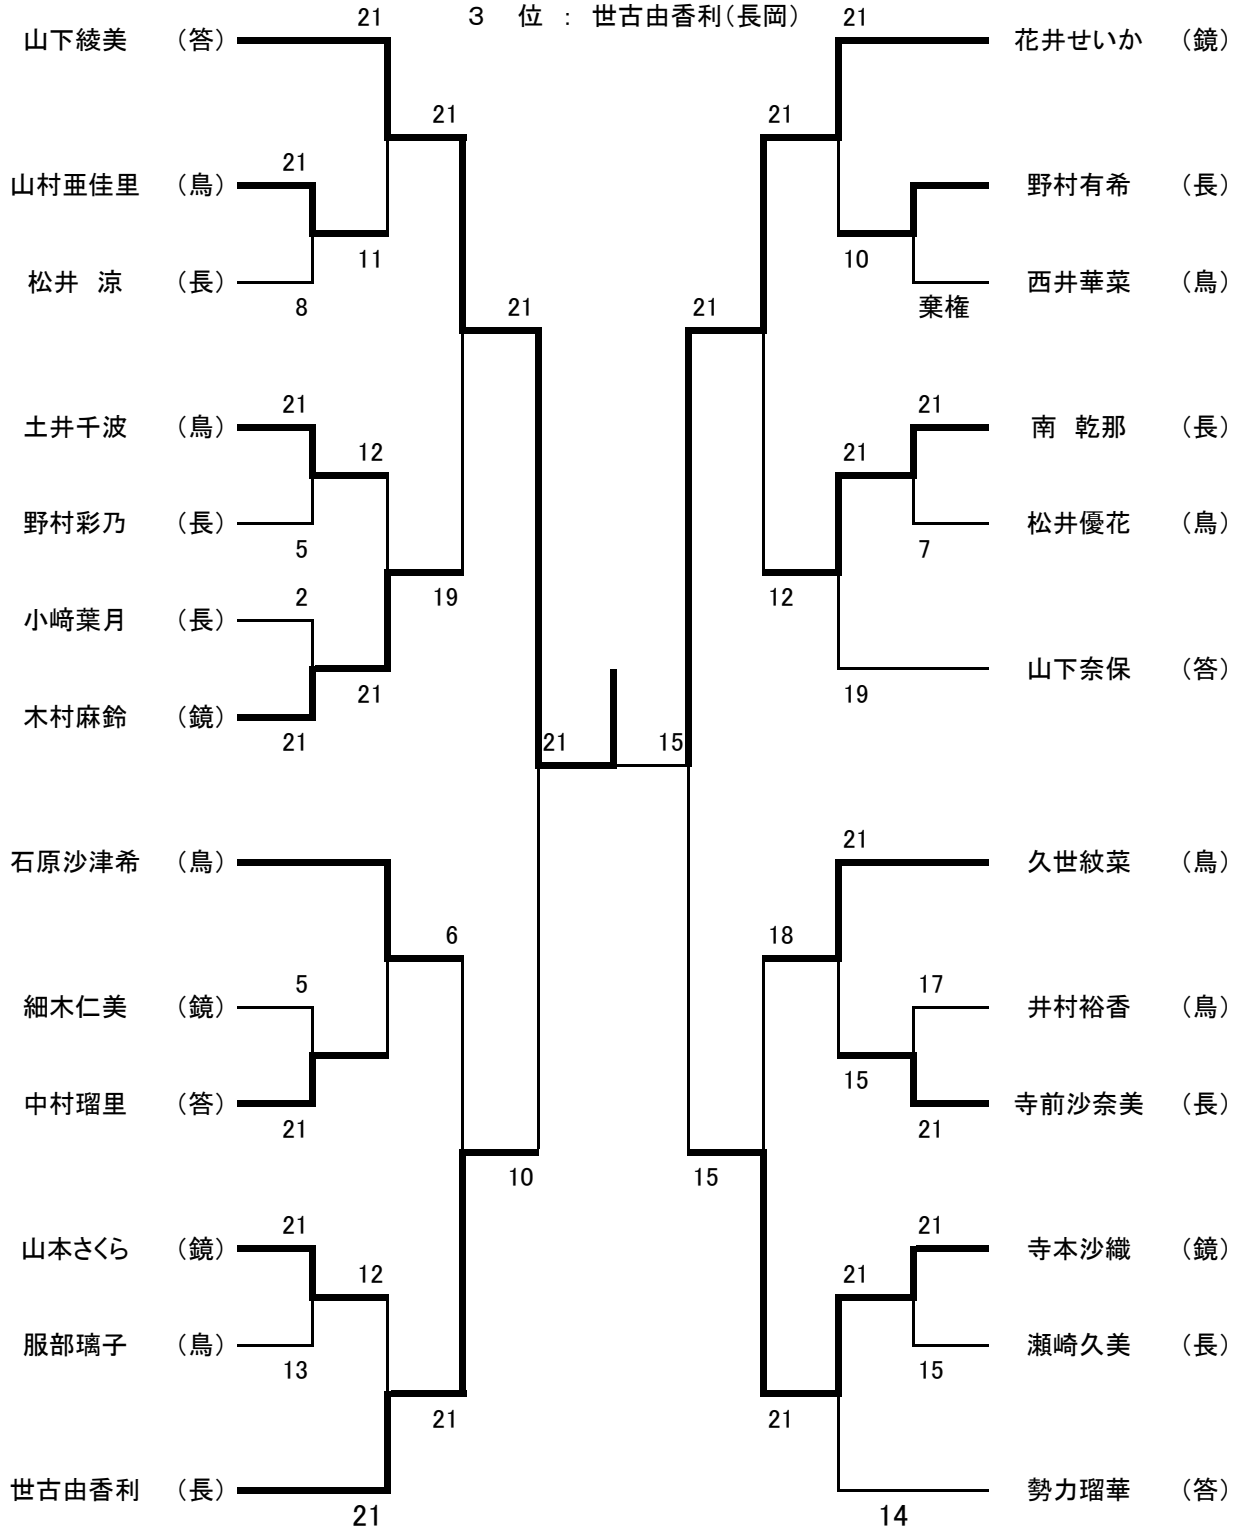 21 ３ 位 ： 世古由香利（長岡） 21
山下綾美 （答） 花井せいか （鏡）
21 21
21
山村亜佳里 （鳥） 野村有希 （長）
11 10
松井 涼 （長） 西井華菜 （鳥）
8 21 21 棄権
21 21
土井千波 （鳥） 南 乾那 （長）
12 21
野村彩乃 （長） 松井優花 （鳥）
5 7
2 19 12
小﨑葉月 （長）
山下奈保 （答）
21 19
木村麻鈴 （鏡）
21 21 15
21
石原沙津希 （鳥） 久世紋菜 （鳥）
6 18
5 17
細木仁美 （鏡） 井村裕香 （鳥）
15
中村瑠里 （答） 寺前沙奈美 （長）
21 21
10 15
21 21
山本さくら （鏡） 寺本沙織 （鏡）
12 21
服部璃子 （鳥） 瀬崎久美 （長）
13 15
21 21
世古由香利 （長） 勢力瑠華 （答）
21 14